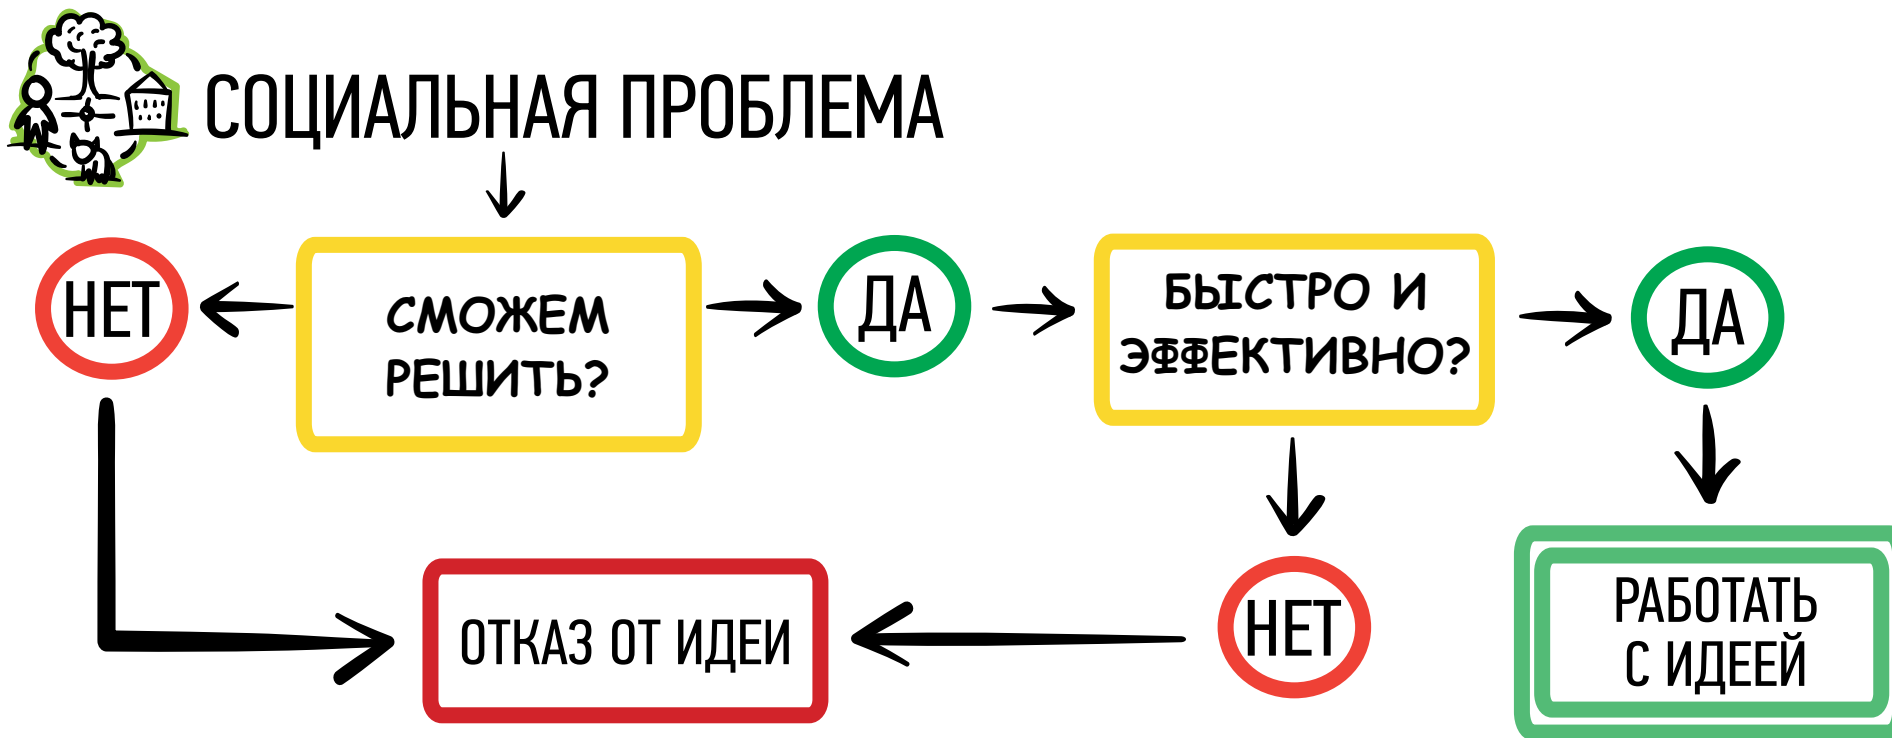 СОЦИАЛЬНАЯ ПРОБЛЕМА
НЕТ
СМОЖЕМ
РЕШИТЬ?
ДА
БЫСТРО И
ЭФФЕКТИВНО?
ДА
ОТКАЗ ОТ ИДЕИ
НЕТ
РАБОТАТЬ
С ИДЕЕЙ